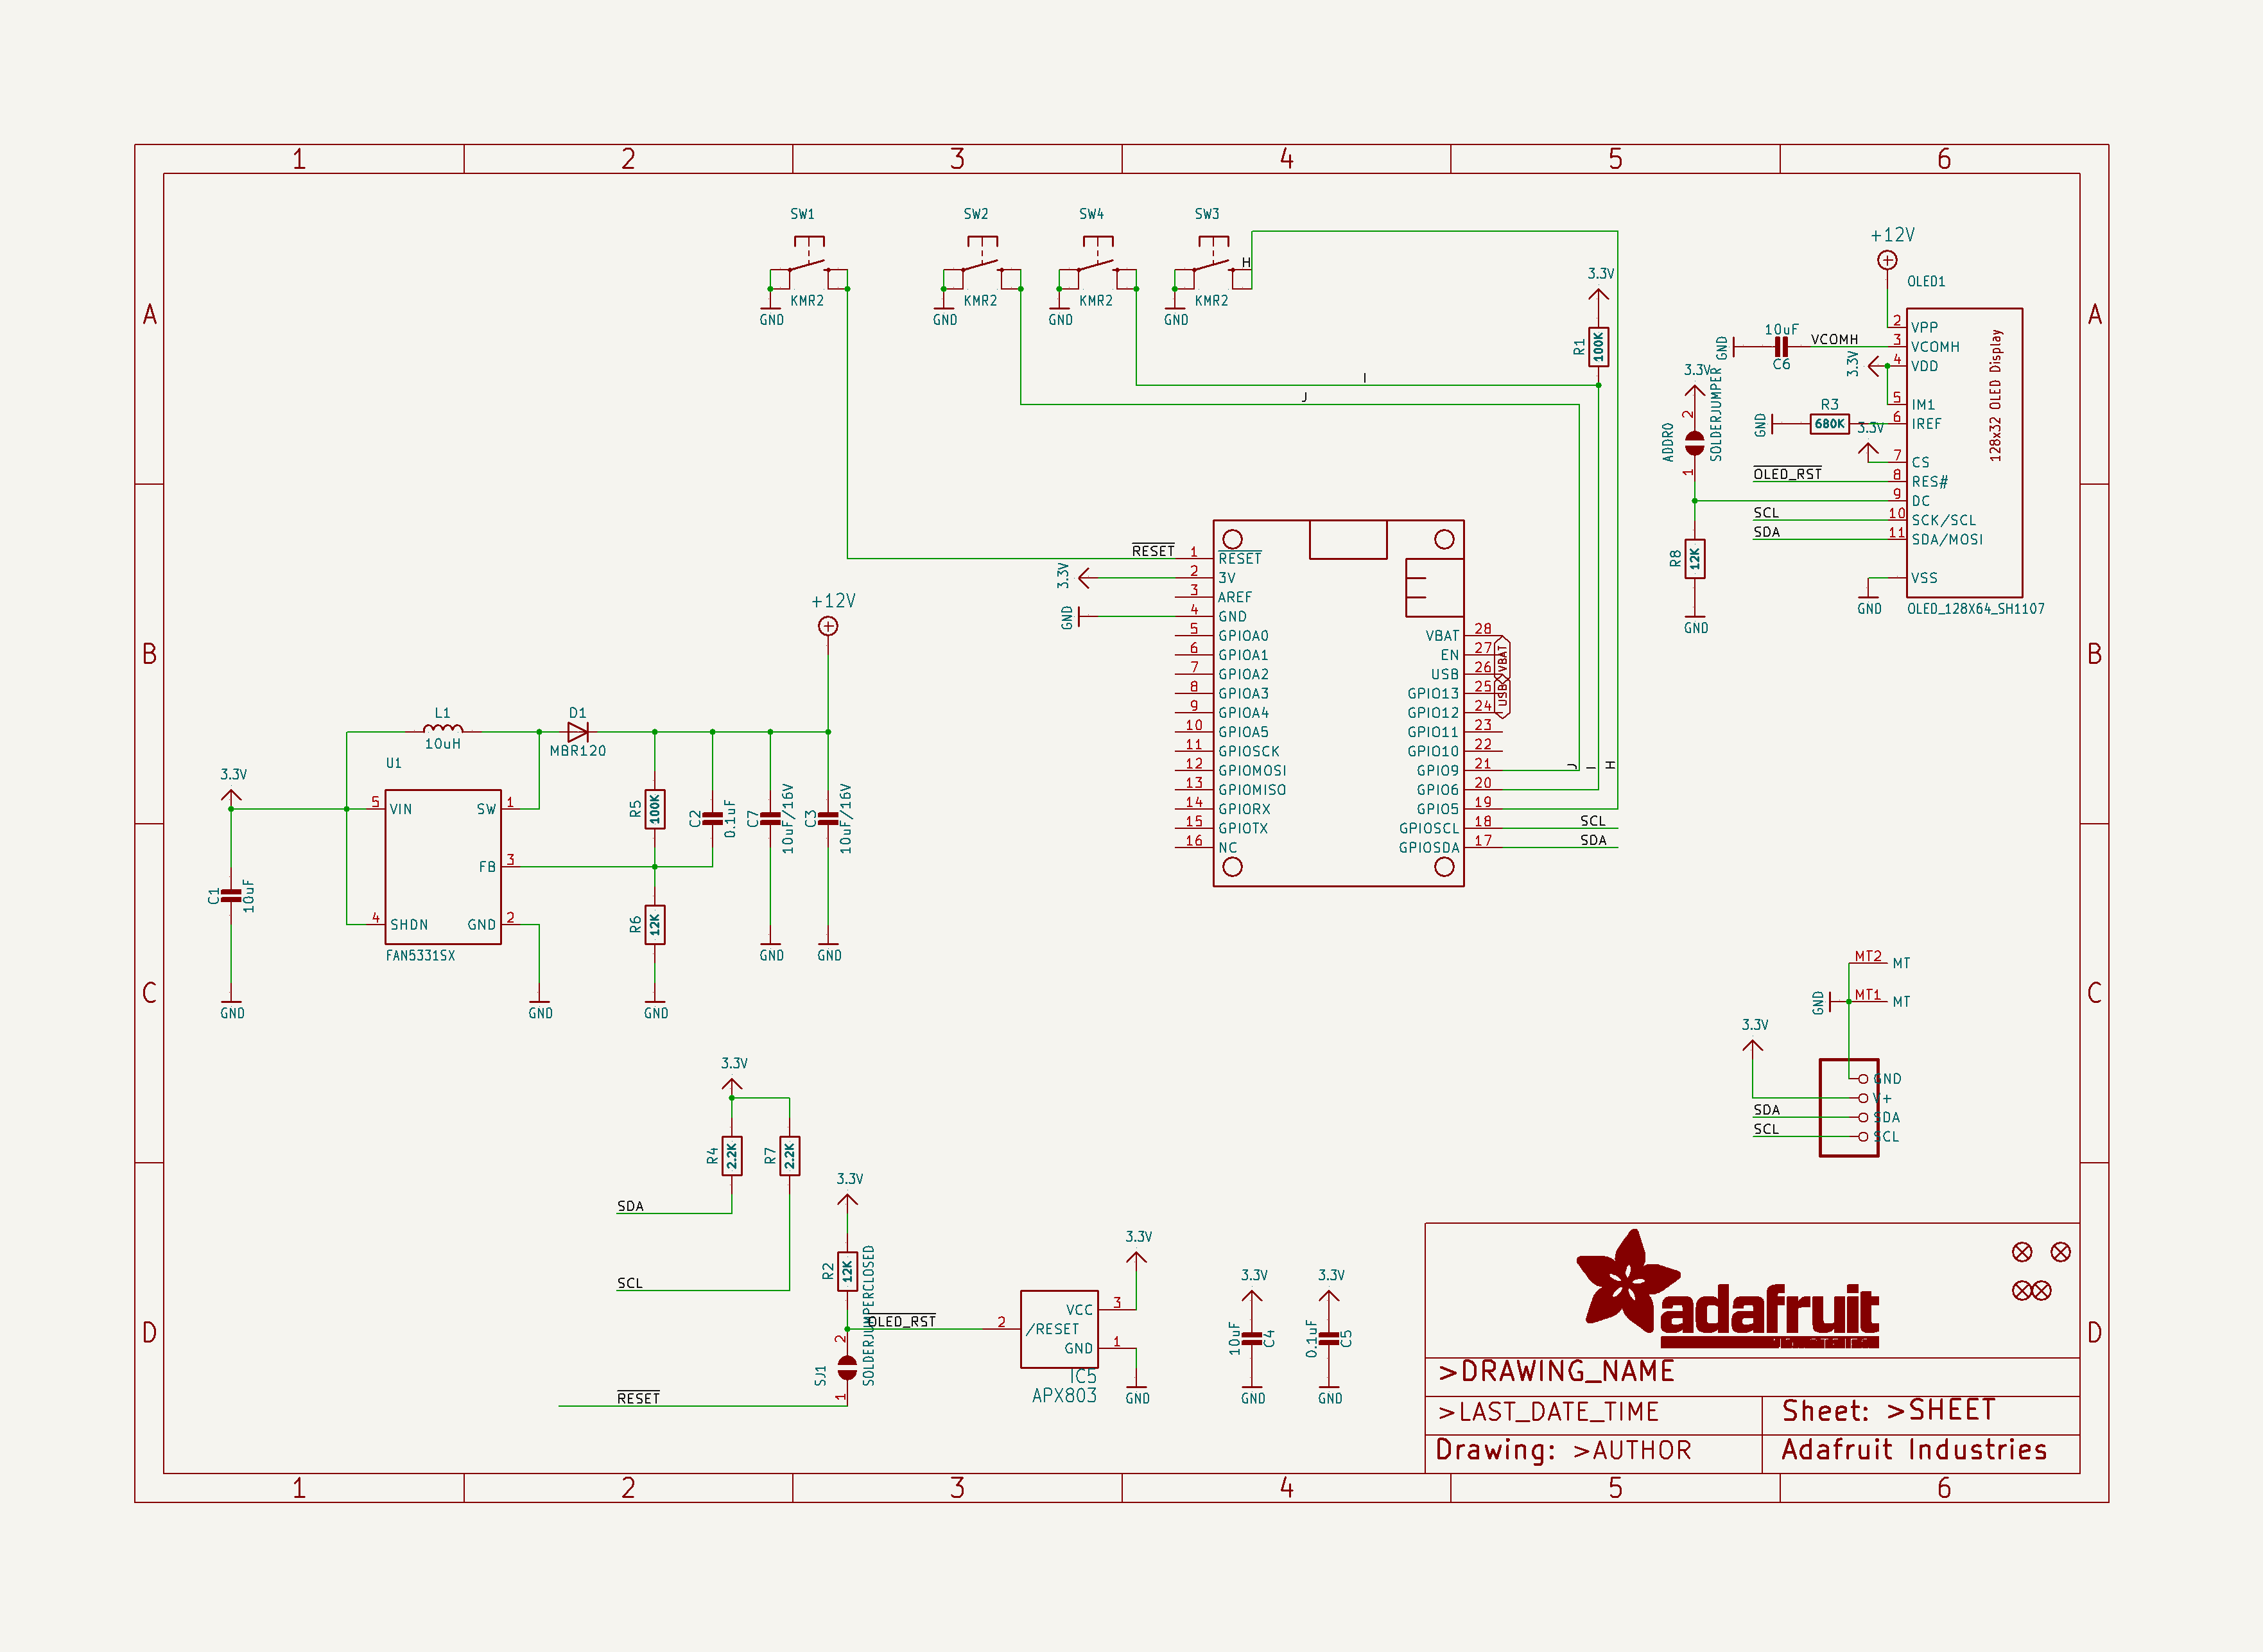 1 2 3 4 5 6
A
B
C
D
A
B
C
D
1 2 3 4 5 6
SW1
KMR2
GND
SW2
KMR2
GND
SW4
KMR2
GND
SW3
KMR2
GND
H
I
J
3.3V
R1
100K
+12V
OLED1
128x32 OLED Display
2 VPP
3 VCOMH
4 VDD
5 IM1
6 IREF
7 CS
8 RES#
9 DC
10 SCK/SCL
11 SDA/MOSI
VSS
OLED_128X64_SH1107
GND
10uF
C6
VCOMH
GND
3.3V
R3
680K
GND
3.3V
OLED_RST
SCL
SDA
3.3V
ADDR0
SOLDERJUMPER
2
1
R8
12K
GND
RESET
3.3V
GND
1 RESET
2 3V
3 AREF
4 GND
5 GPIOA0
6 GPIOA1
7 GPIOA2
8 GPIOA3
9 GPIOA4
10 GPIOA5
11 GPIOSCK
12 GPIOMOSI
13 GPIOMISO
14 GPIORX
15 GPIOTX
16 NC
VBAT 28
EN 27
USB 26
GPIO13 25
GPIO12 24
GPIO11 23
GPIO10 22
GPIO9 21
GPIO6 20
GPIO5 19
GPIOSCL 18
GPIOSDA 17
VBAT
USB
J
I
H
SCL
SDA
+12V
L1
10uH
D1
MBR120
U1
3.3V
5 VIN
4 SHDN
SW 1
FB 3
GND 2
FAN5331SX
C1
10uF
GND
GND
R5
100K
R6
12K
GND
C2
0.1uF
C7
10uF/16V
GND
C3
10uF/16V
GND
MT2 MT
MT1 MT
GND
3.3V
GND
V+
SDA
SCL
SDA
SCL
3.3V
R4
2.2K
R7
2.2K
SDA
SCL
3.3V
R2
12K
SOLDERJUMPERCLOSED
OLED_RST
2
SJ1
1
RESET
3.3V
VCC 3
2 /RESET
GND 1
IC5
APX803
GND
3.3V
10uF
C4
GND
3.3V
0.1uF
C5
GND
adafruit
>DRAWING_NAME
>LAST_DATE_TIME
Sheet: >SHEET
Drawing: >AUTHOR
Adafruit Industries